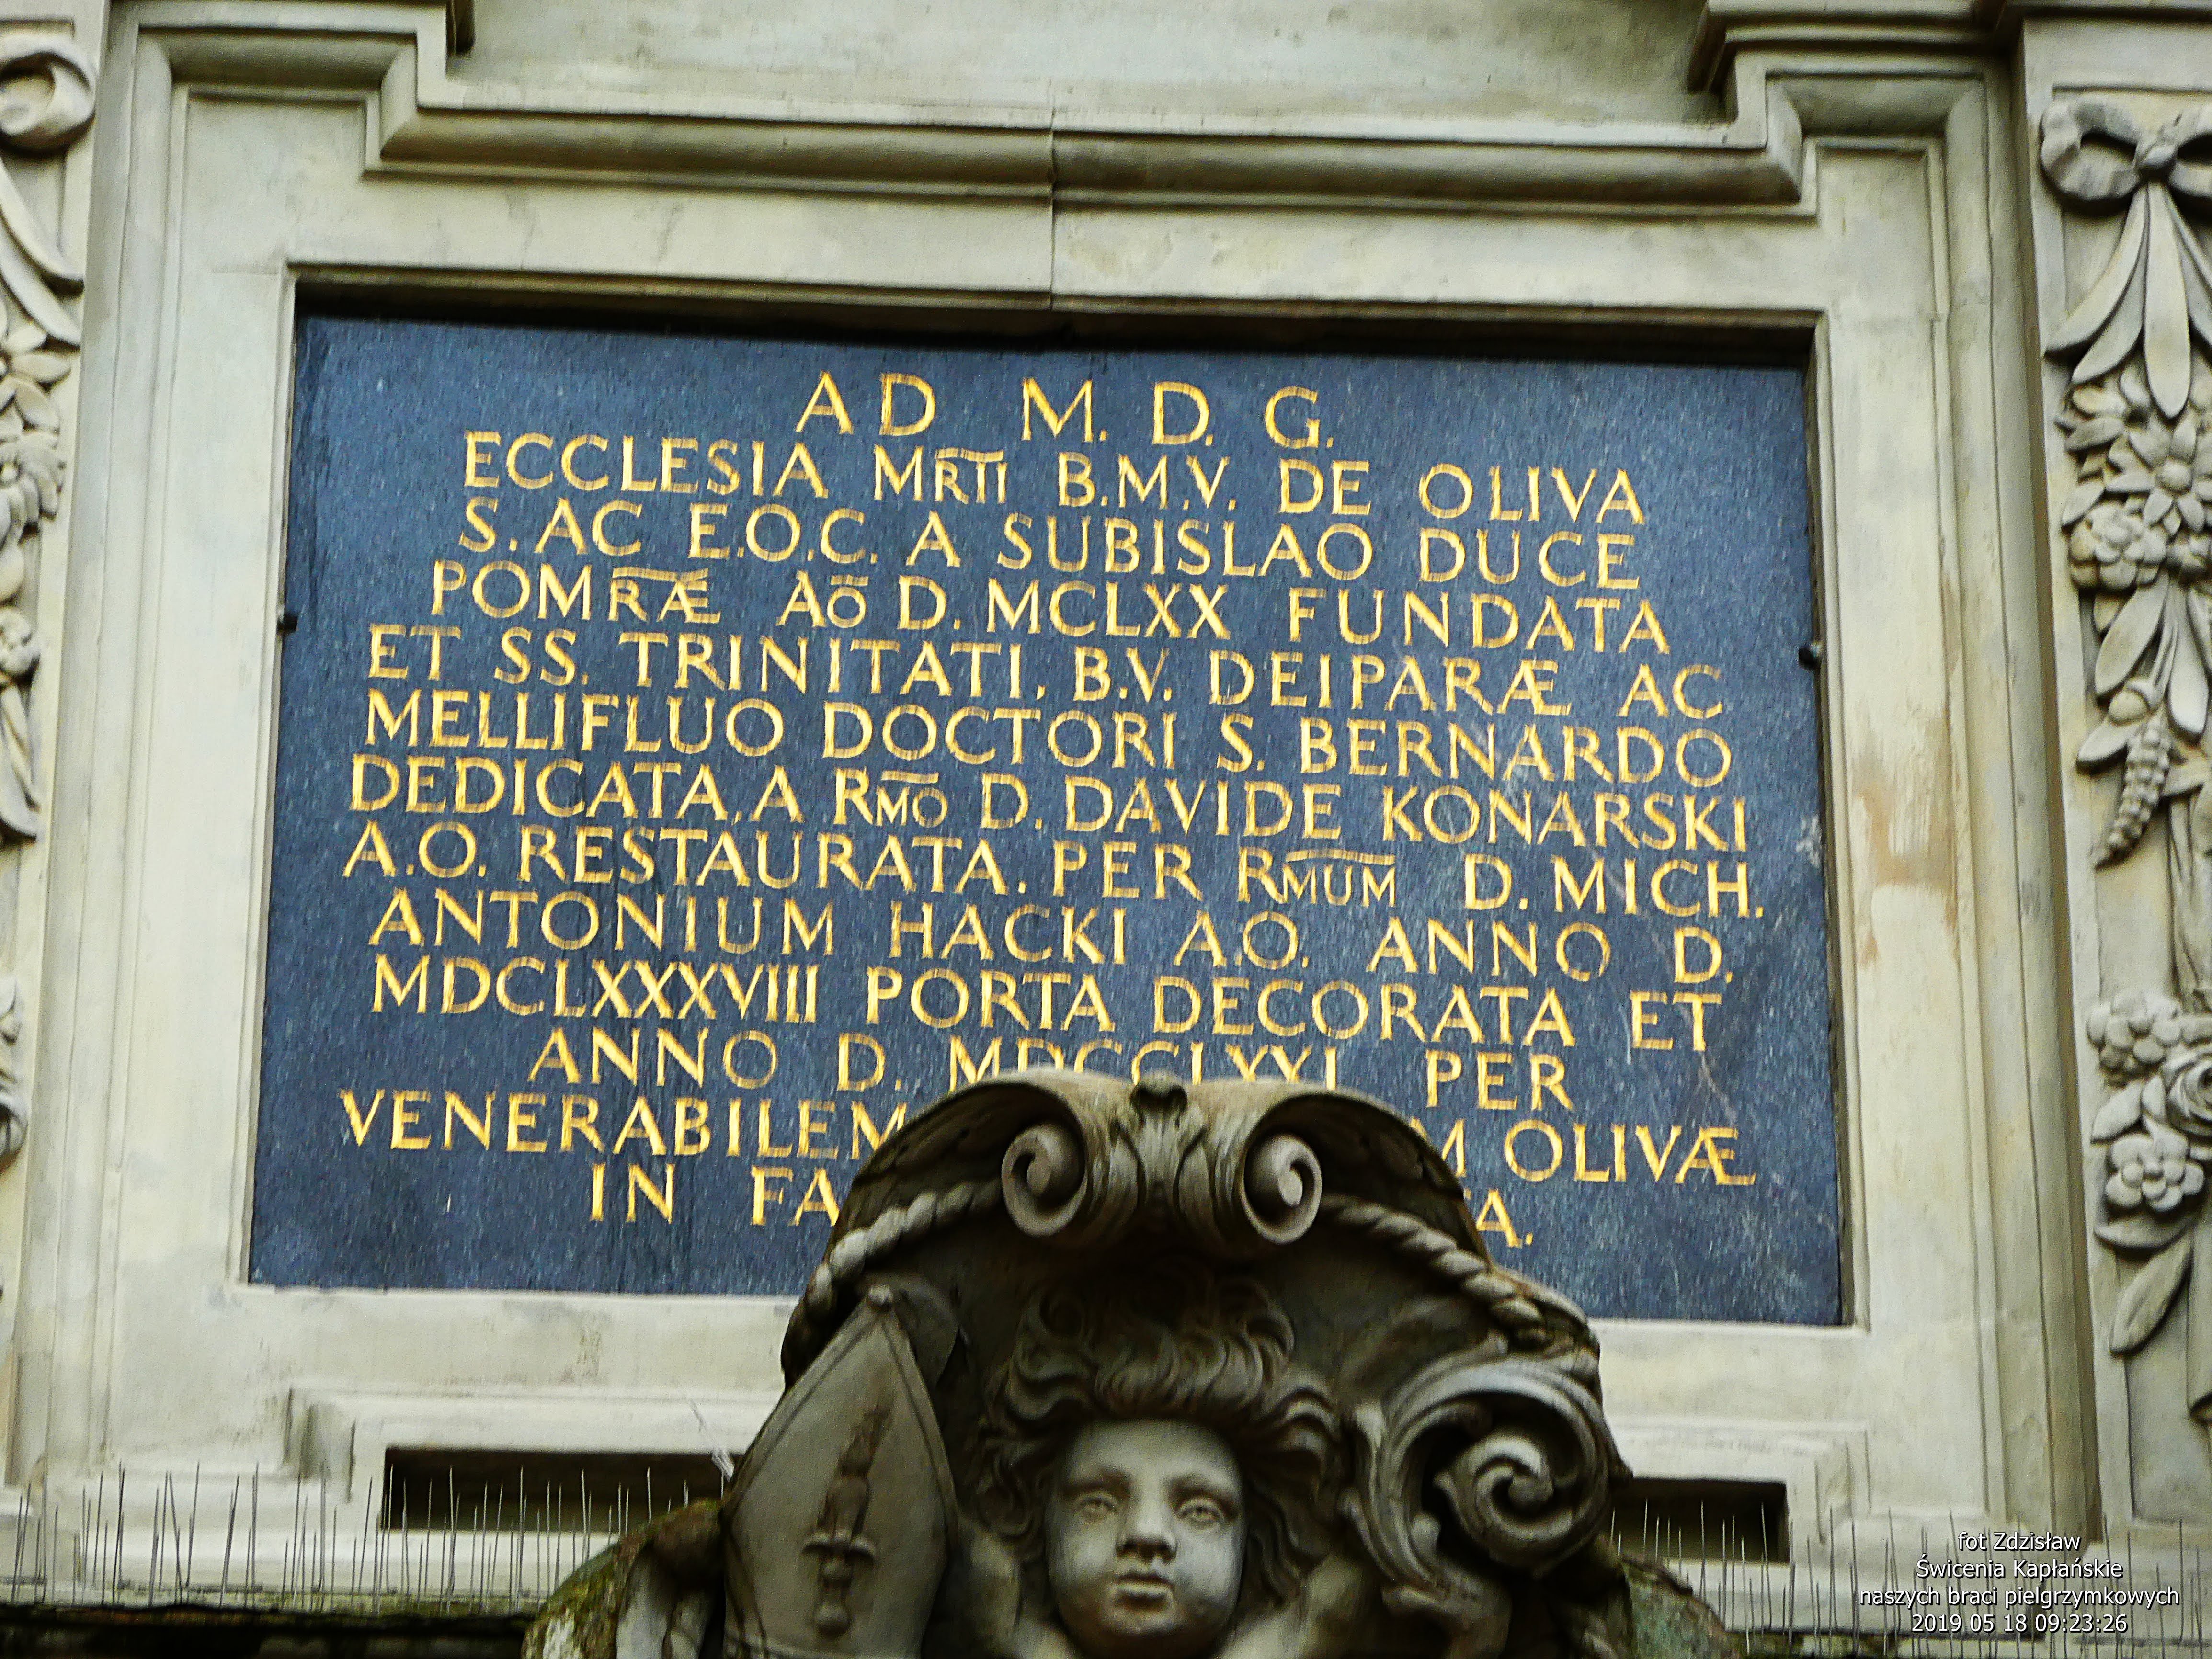 AD M. D. G.
ECCLESIA MRTII B.M.V. DE OLIVA
S. AC E.O.C. A SUBISLAO DUCE
POMRÆ AÕ D. MCLXX FUNDATA
ET SS. TRINITATI. B.V. DEIPARÆ AC
MELLIFLUO DOCTORI S. BERNARDO
DEDICATA, A RMO D. DAVIDE KONARSKI
A.O. RESTAURATA. PER RMUM D. MICH.
ANTONIUM HACKI A.O. ANNO D.
MDCLXXXVIII PORTA DECORATA ET
ANNO D. MDCCLXXI PER
VENERABILEM OLIVÆ
IN
fot Zdzisław
Świcenia Kapłańskie
naszych braci pielgrzymkowych
2019 05 18 09:23:26